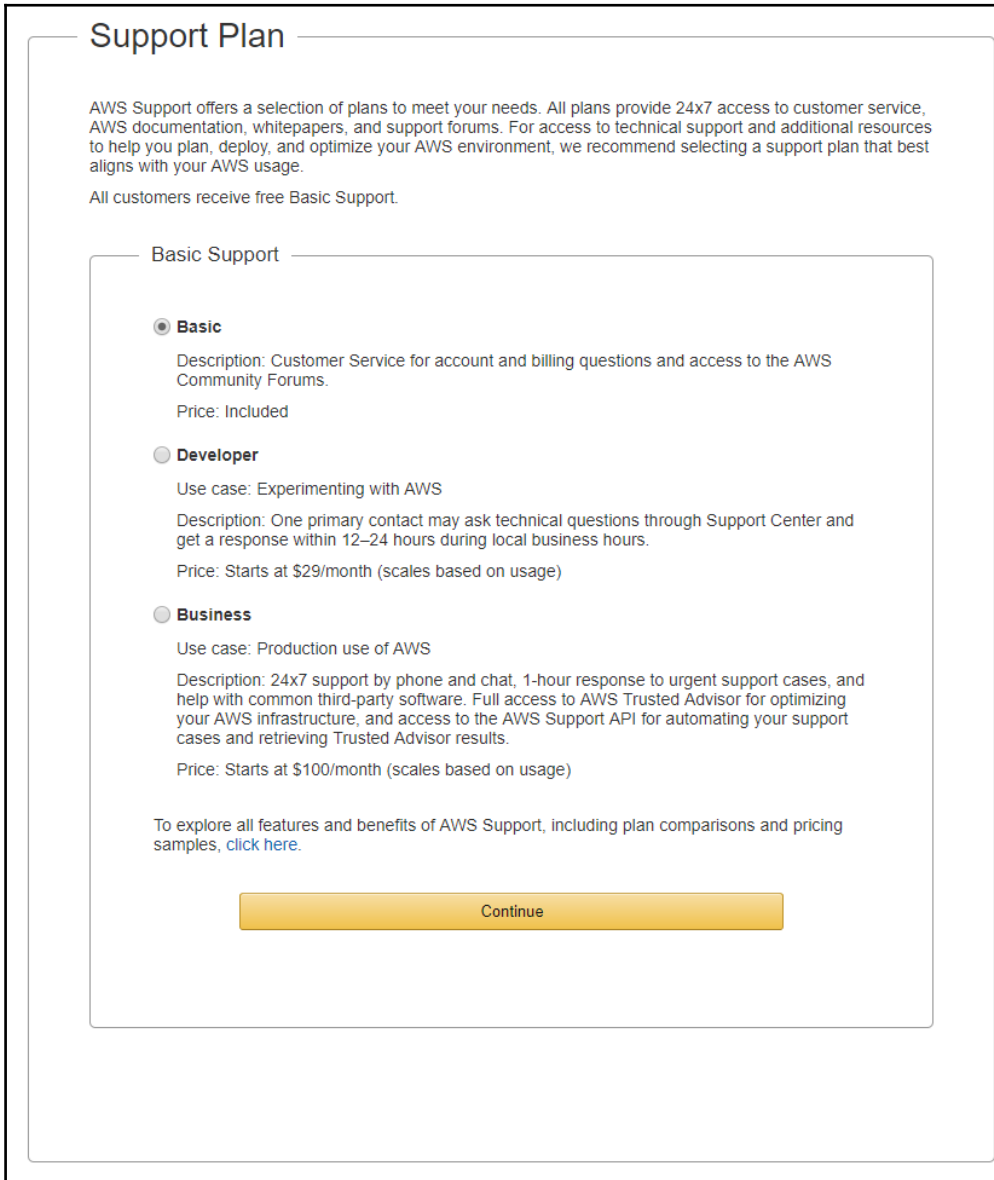 Support Plan
AWS Support offers a selection of plans to meet your needs. All plans provide 24x7 access to customer service,
AWS documentation, whitepapers, and support forums. For access to technical support and additional resources
to help you plan, deploy, and optimize your AWS environment, we recommend selecting a support plan that best
aligns with your AWS usage.
All customers receive free Basic Support.
Basic Support
Basic
Description: Customer Service for account and billing questions and access to the AWS
Community Forums.
Price: Included
Developer
Use case: Experimenting with AWS
Description: One primary contact may ask technical questions through Support Center and
get a response within 12–24 hours during local business hours.
Price: Starts at $29/month (scales based on usage)
Business
Use case: Production use of AWS
Description: 24x7 support by phone and chat, 1-hour response to urgent support cases, and
help with common third-party software. Full access to AWS Trusted Advisor for optimizing
your AWS infrastructure, and access to the AWS Support API for automating your support
cases and retrieving Trusted Advisor results.
Price: Starts at $100/month (scales based on usage)
To explore all features and benefits of AWS Support, including plan comparisons and pricing
samples, click here.
Continue